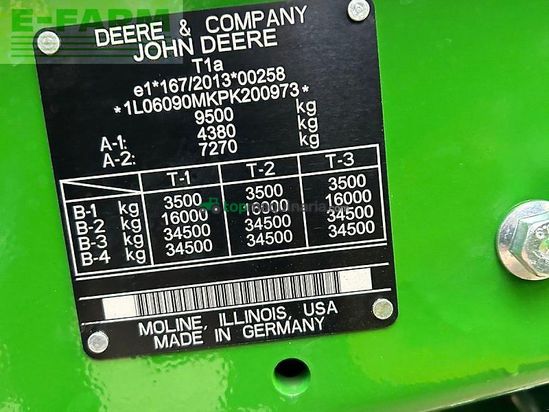 E-FARM
DEERE & COMPANY
JOHN DEERE
T1a
e1*167/2013*00258
*1L06090MKPK200973*
9500 kg
A-1: 4380 kg
A-2: 7270 kg
T-1 T-2 T-3
B-1 kg 3500 3500 3500
B-2 kg 16000 16000 16000
B-3 kg 34500 34500 34500
B-4 kg 34500 34500 34500
topmaquinaria
MOLINE, ILLINOIS, USA
MADE IN GERMANY